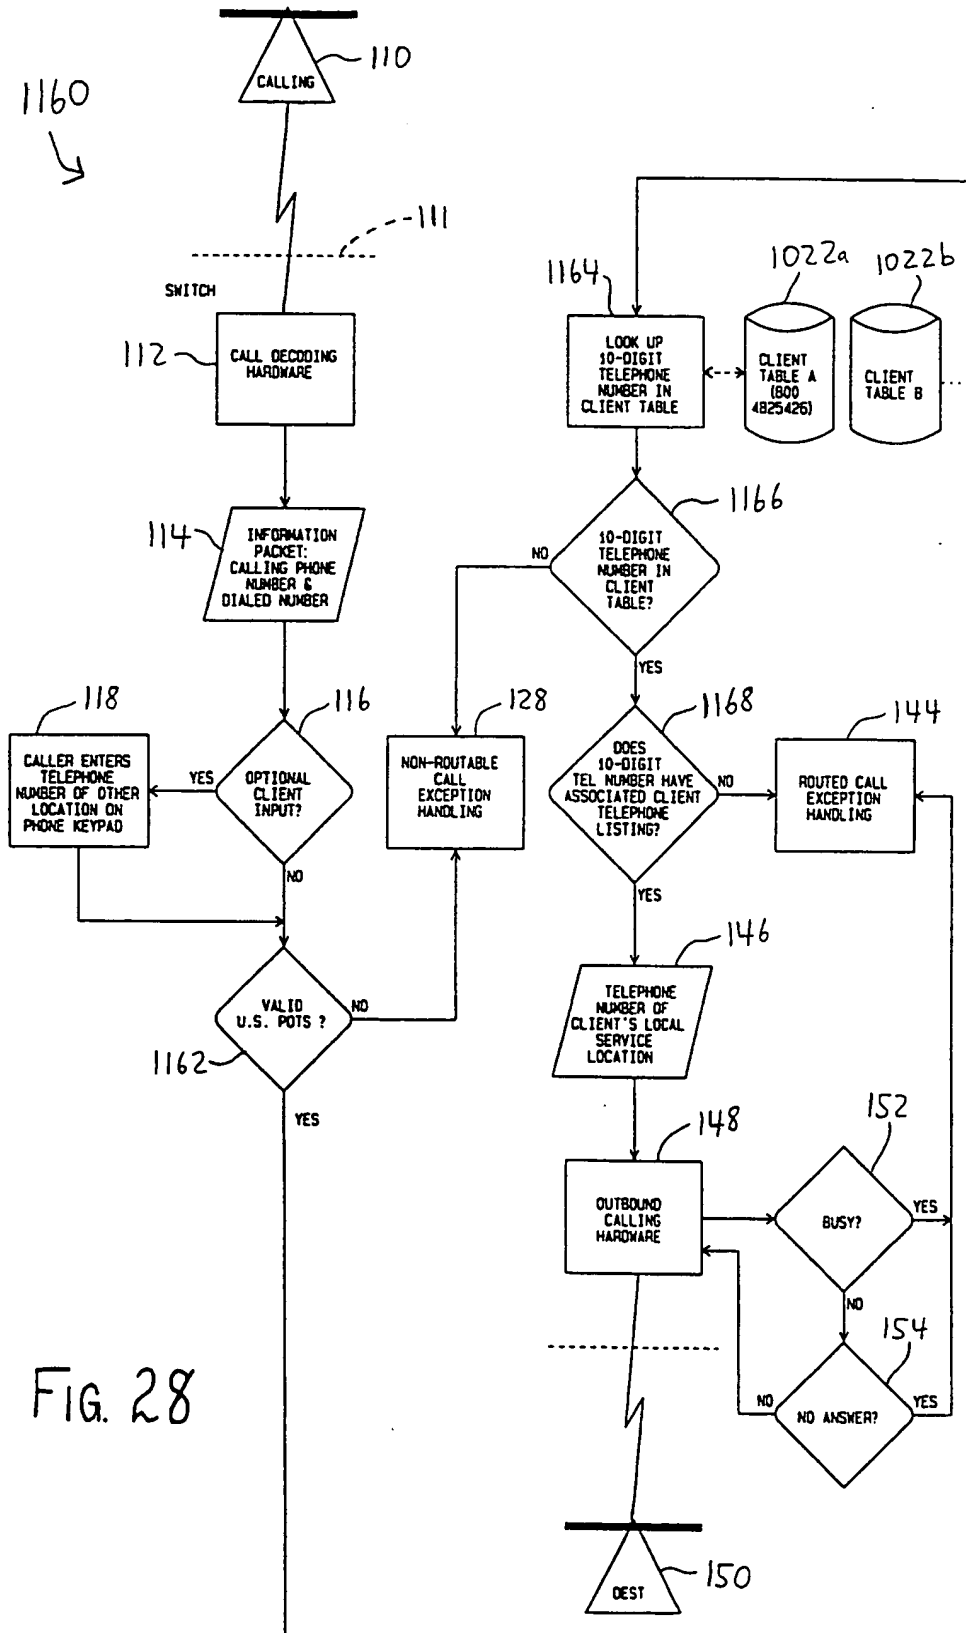 1160
110
CALLING
111
SWITCH
112
CALL DECODING
HARDWARE
114
INFORMATION
PACKET:
CALLING PHONE
NUMBER &
DIALED NUMBER
118
CALLER ENTERS
TELEPHONE
NUMBER OF OTHER
LOCATION ON
PHONE KEYPAD
116
YES
OPTIONAL
CLIENT
INPUT?
NO
128
NON-ROUTABLE
CALL
EXCEPTION
HANDLING
VALID
U.S. POTS ?
NO
1162
YES
1164
LOOK UP
10-DIGIT
TELEPHONE
NUMBER IN
CLIENT TABLE
1022a
CLIENT
TABLE A
(800
4825426)
1022b
CLIENT
TABLE B
1166
NO
10-DIGIT
TELEPHONE
NUMBER IN
CLIENT
TABLE?
YES
1168
DOES
10-DIGIT
TEL NUMBER HAVE
ASSOCIATED CLIENT
TELEPHONE
LISTING?
NO
144
ROUTED CALL
EXCEPTION
HANDLING
YES
146
TELEPHONE
NUMBER OF
CLIENT'S LOCAL
SERVICE
LOCATION
148
OUTBOUND
CALLING
HARDWARE
152
BUSY?
YES
NO
154
NO
NO ANSWER?
YES
150
DEST
FIG. 28